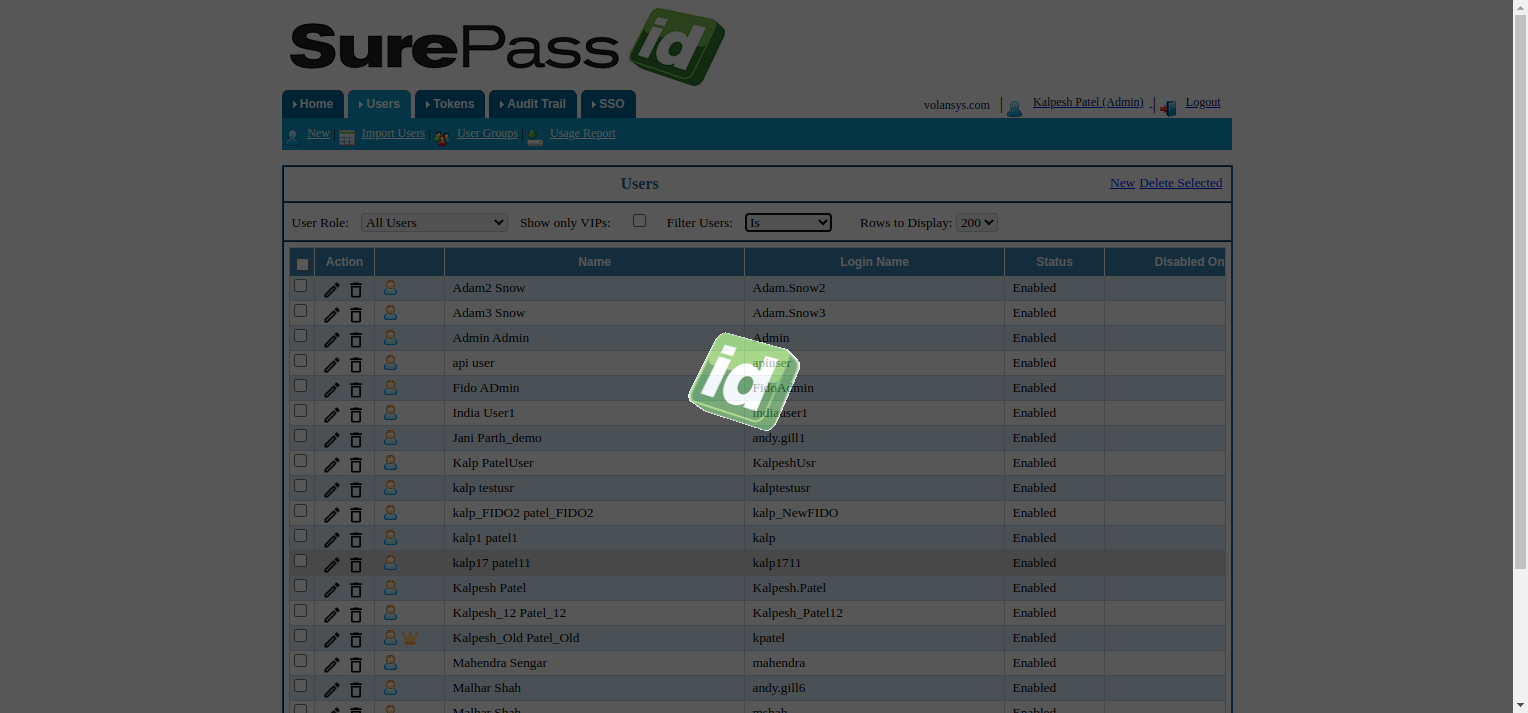 SurePass id
Home Users Tokens Audit Trail SSO
volansys.com | Kalpesh Patel (Admin) -| Logout
New | Import Users | User Groups | Usage Report
Users New Delete Selected
User Role: All Users Show only VIPs: Filter Users: Is Rows to Display: 200
Action Name Login Name Status Disabled On
Adam2 Snow Adam.Snow2 Enabled
Adam3 Snow Adam.Snow3 Enabled
Admin Admin Admin Enabled
api user apiuser Enabled
id
Fido ADmin FidoAdmin Enabled
India User1 indiauser1 Enabled
Jani Parth_demo andy.gill1 Enabled
Kalp PatelUser KalpeshUsr Enabled
kalp testusr kalptestusr Enabled
kalp_FIDO2 patel_FIDO2 kalp_NewFIDO Enabled
kalp1 patel1 kalp Enabled
kalp17 patel11 kalp1711 Enabled
Kalpesh Patel Kalpesh.Patel Enabled
Kalpesh_12 Patel_12 Kalpesh_Patel12 Enabled
Kalpesh_Old Patel_Old kpatel Enabled
Mahendra Sengar mahendra Enabled
Malhar Shah andy.gill6 Enabled
Malhar Shah mshah Enabled